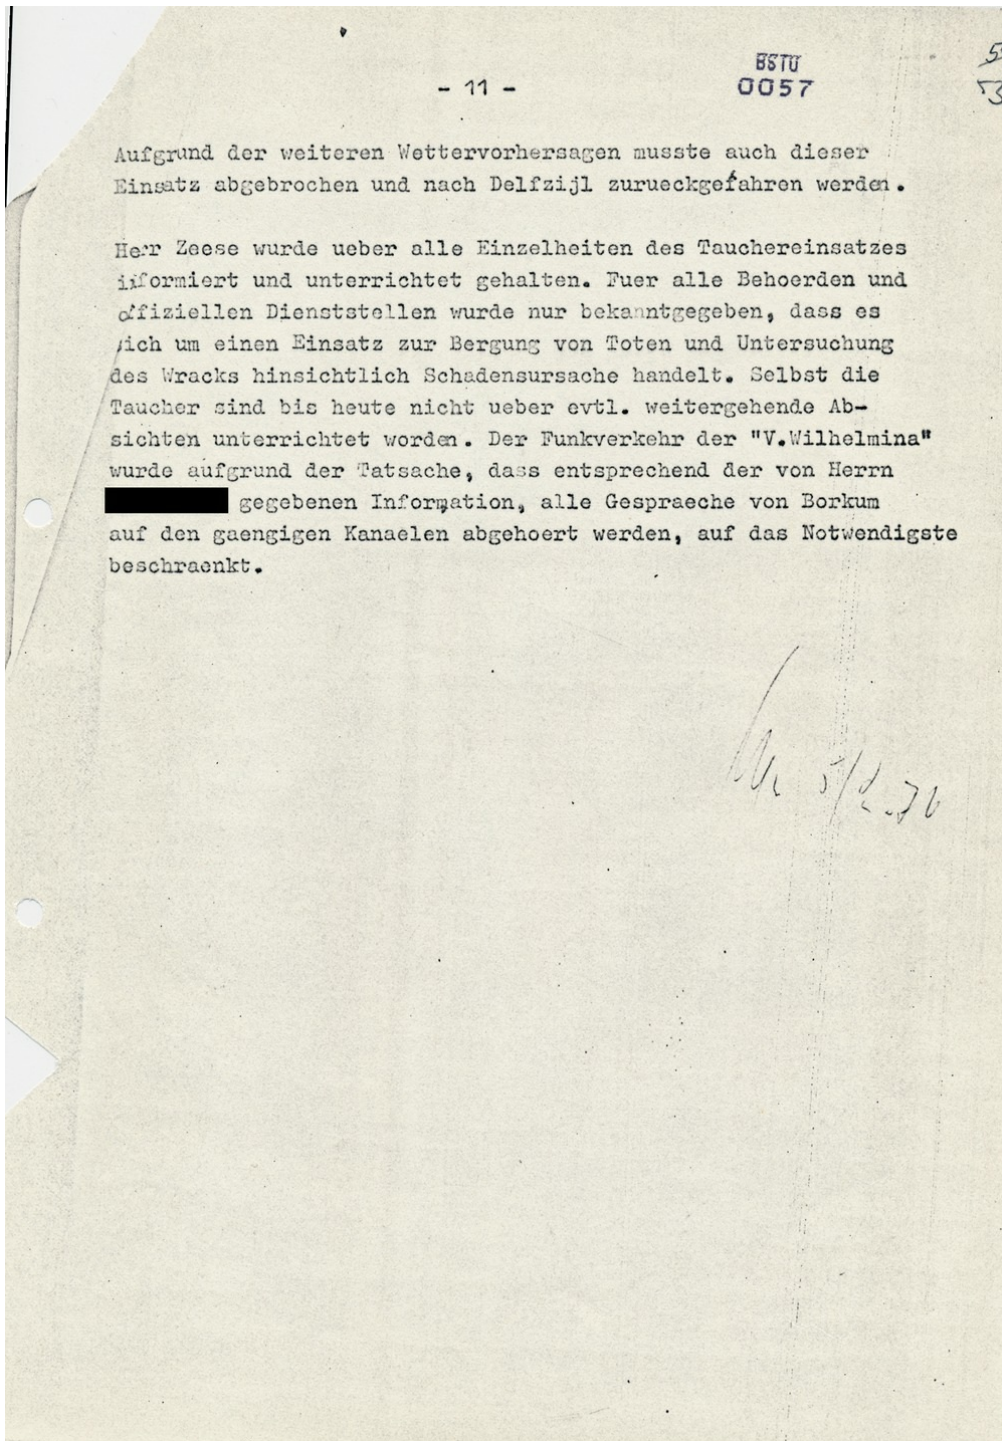 - 11 -
BSTU
0057
Aufgrund der weiteren Wettervorhersagen musste auch dieser
Einsatz abgebrochen und nach Delfzijl zurueckgefahren werden.
Herr Zeese wurde ueber alle Einzelheiten des Tauchereinsatzes
informiert und unterrichtet gehalten. Fuer alle Behoerden und
offiziellen Dienststellen wurde nur bekanntgegeben, dass es
sich um einen Einsatz zur Bergung von Toten und Untersuchung
des Wracks hinsichtlich Schadensursache handelt. Selbst die
Taucher sind bis heute nicht ueber evtl. weitergehende Ab-
sichten unterrichtet worden. Der Funkverkehr der "V.Wilhelmina"
wurde aufgrund der Tatsache, dass entsprechend der von Herrn
gegebenen Information, alle Gespraeche von Borkum
auf den gaengigen Kanaelen abgehoert werden, auf das Notwendigste
beschraenkt.